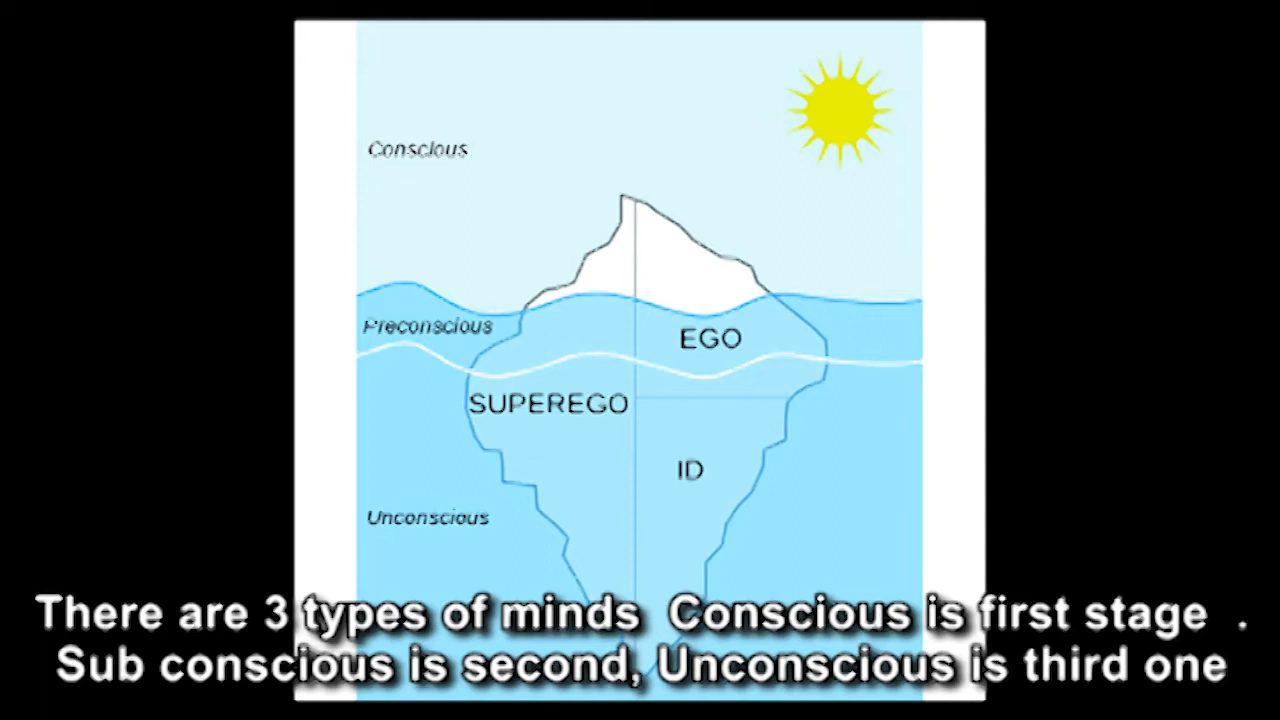 Conscious
Preconscious
EGO
SUPEREGO
ID
Unconscious
There are 3 types of minds Conscious is first stage .
Sub conscious is second, Unconscious is third one